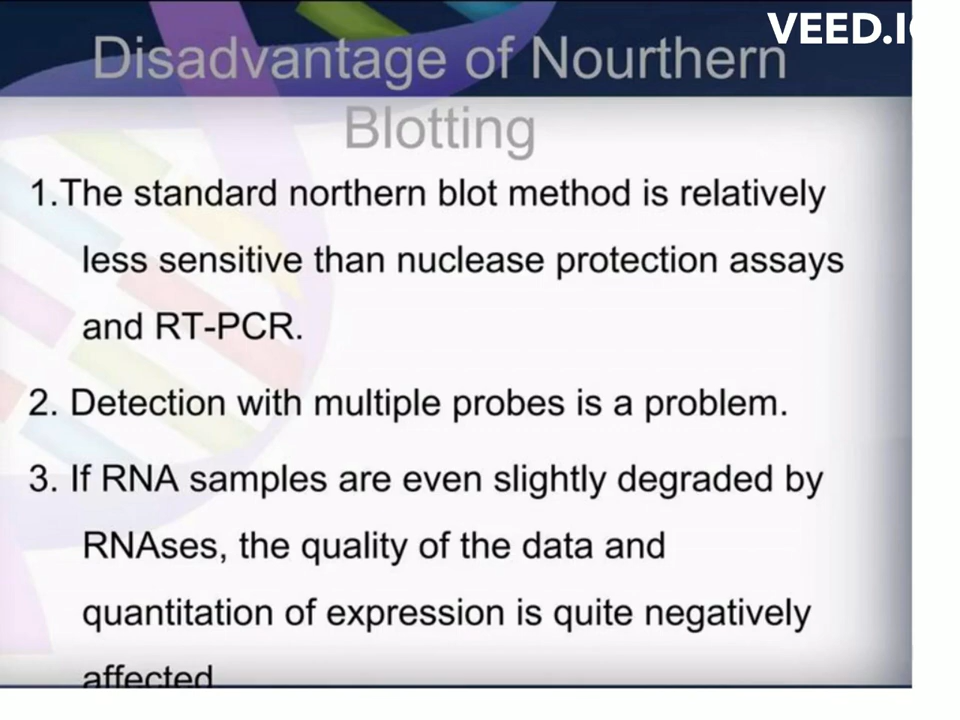 VEED.I
Disadvantage of Nourthern
Blotting
1.The standard northern blot method is relatively
less sensitive than nuclease protection assays
and RT-PCR.
2. Detection with multiple probes is a problem.
3. If RNA samples are even slightly degraded by
RNAses, the quality of the data and
quantitation of expression is quite negatively
affected